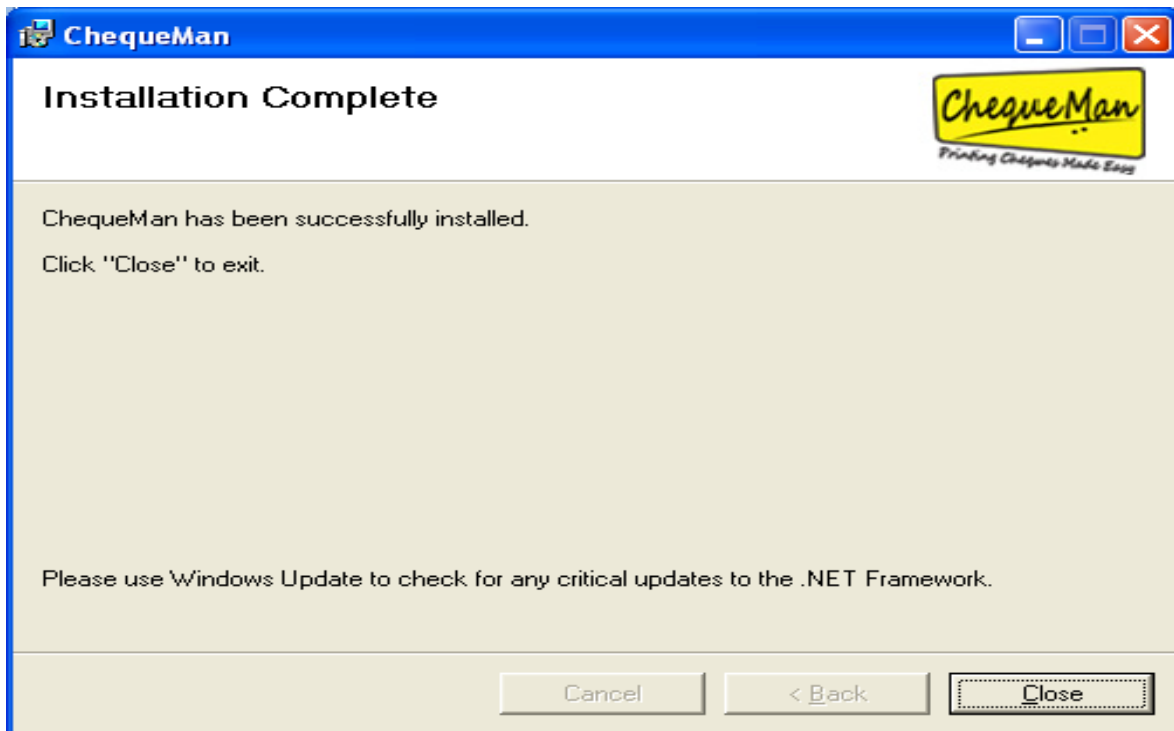 ChequeMan
Installation Complete
ChequeMan
Printing Cheques Made Easy
ChequeMan has been successfully installed.
Click "Close" to exit.
Please use Windows Update to check for any critical updates to the .NET Framework.
Cancel
< Back
Close